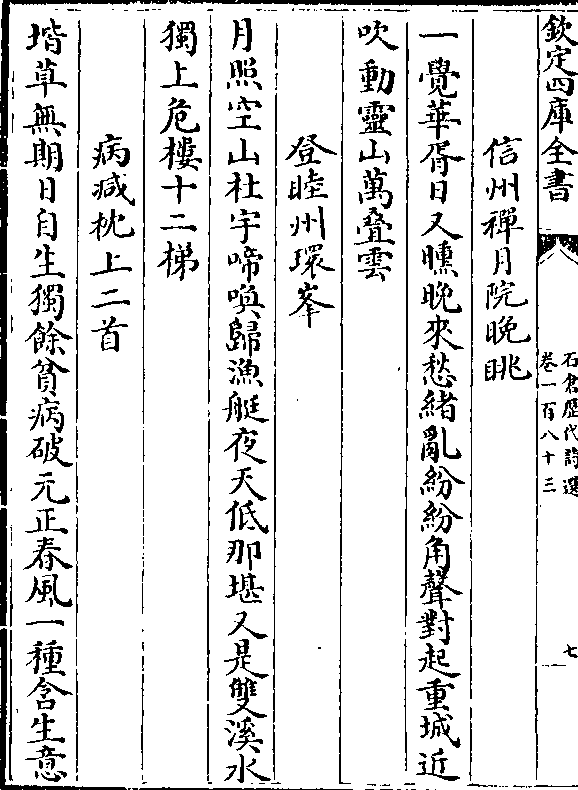 欽定四庫全書
石倉歷代詩選
卷一百八十三
七
信州禪月院晚眺
一覺華胥日又曛晚來愁緒亂紛紛角聲對起重城近
吹動靈山萬叠雲
登睦州環峯
月照空山杜宇啼喚歸漁艇夜天低那堪又是雙溪水
獨上危樓十二梯
病減枕上二首
堦草無期日自生獨餘貧病破元正春風一種含生意